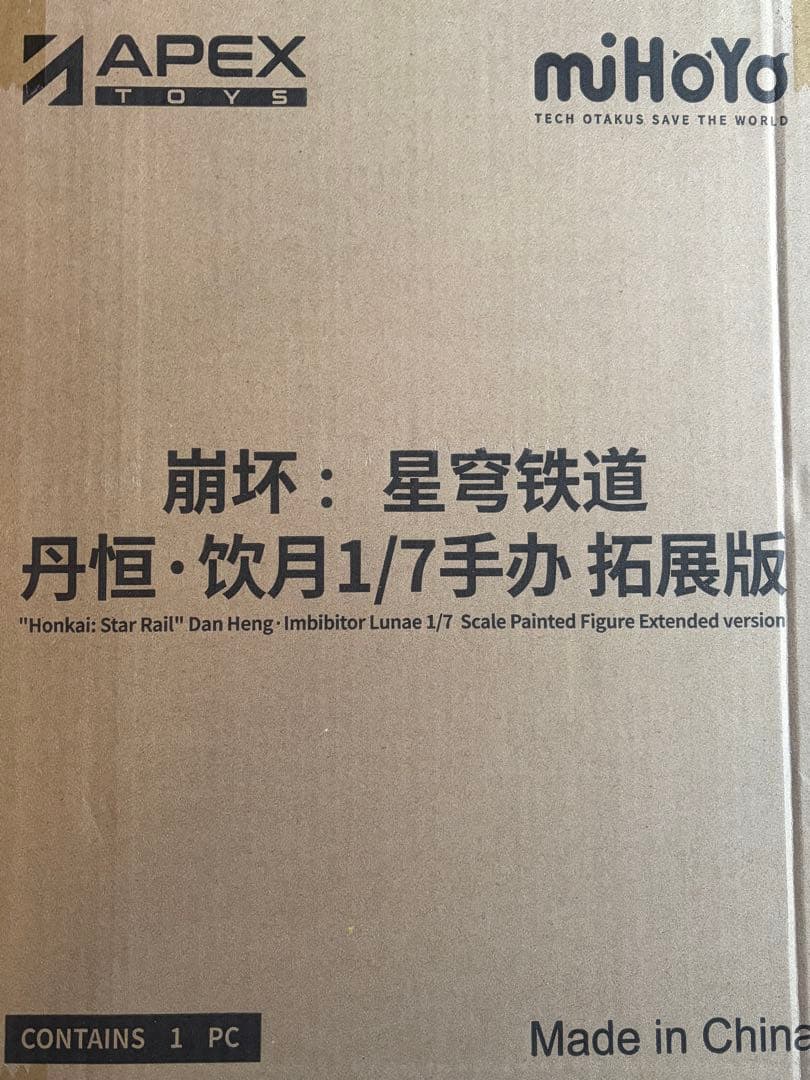 APEX
TOYS
miHoYo
TECH OTAKUS SAVE THE WORLD
崩坏：星穹铁道
丹恒·饮月1/7手办 拓展版
"Honkai: Star Rail" Dan Heng·Imbibitor Lunae 1/7 Scale Painted Figure Extended version
CONTAINS 1 PC
Made in China